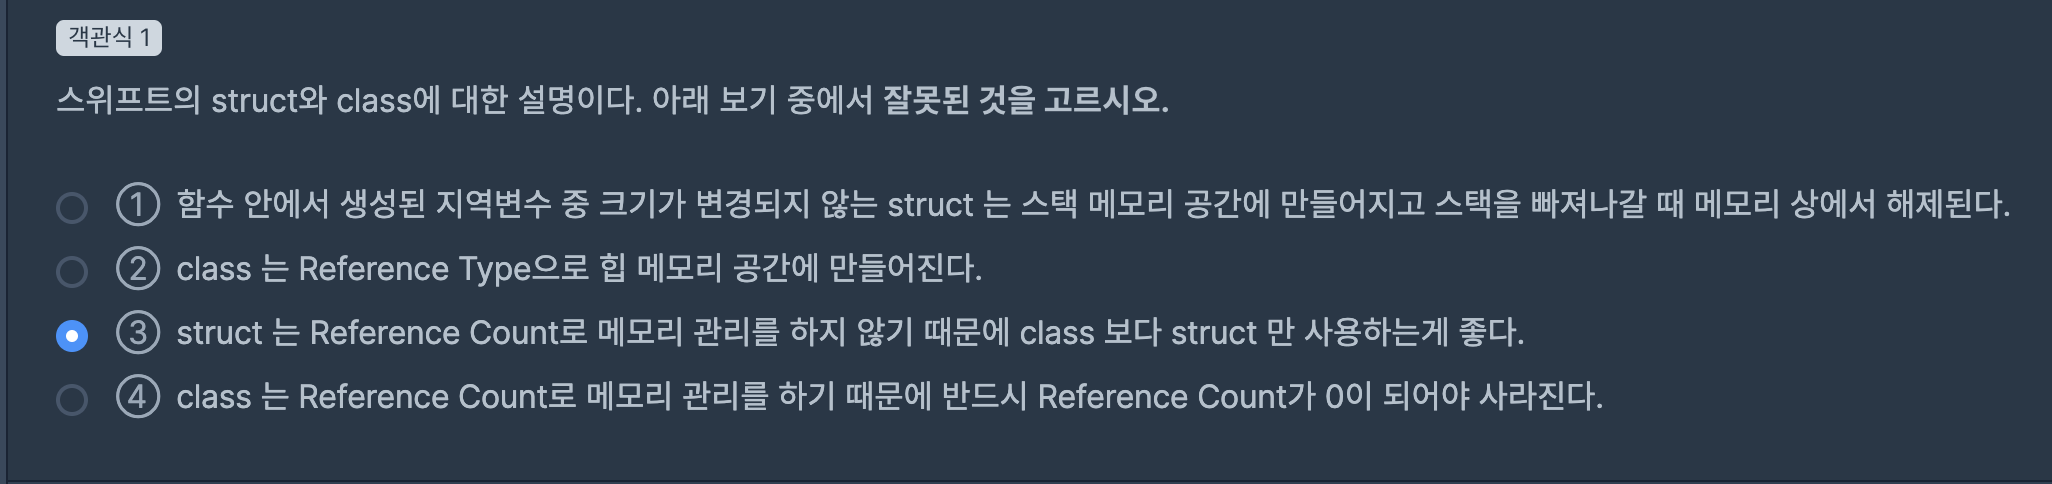 객관식 1
스위프트의 struct와 class에 대한 설명이다. 아래 보기 중에서 잘못된 것을 고르시오.
① 함수 안에서 생성된 지역변수 중 크기가 변경되지 않는 struct 는 스택 메모리 공간에 만들어지고 스택을 빠져나갈 때 메모리 상에서 해제된다.
② class 는 Reference Type으로 힙 메모리 공간에 만들어진다.
③ struct 는 Reference Count로 메모리 관리를 하지 않기 때문에 class 보다 struct 만 사용하는게 좋다.
④ class 는 Reference Count로 메모리 관리를 하기 때문에 반드시 Reference Count가 0이 되어야 사라진다.